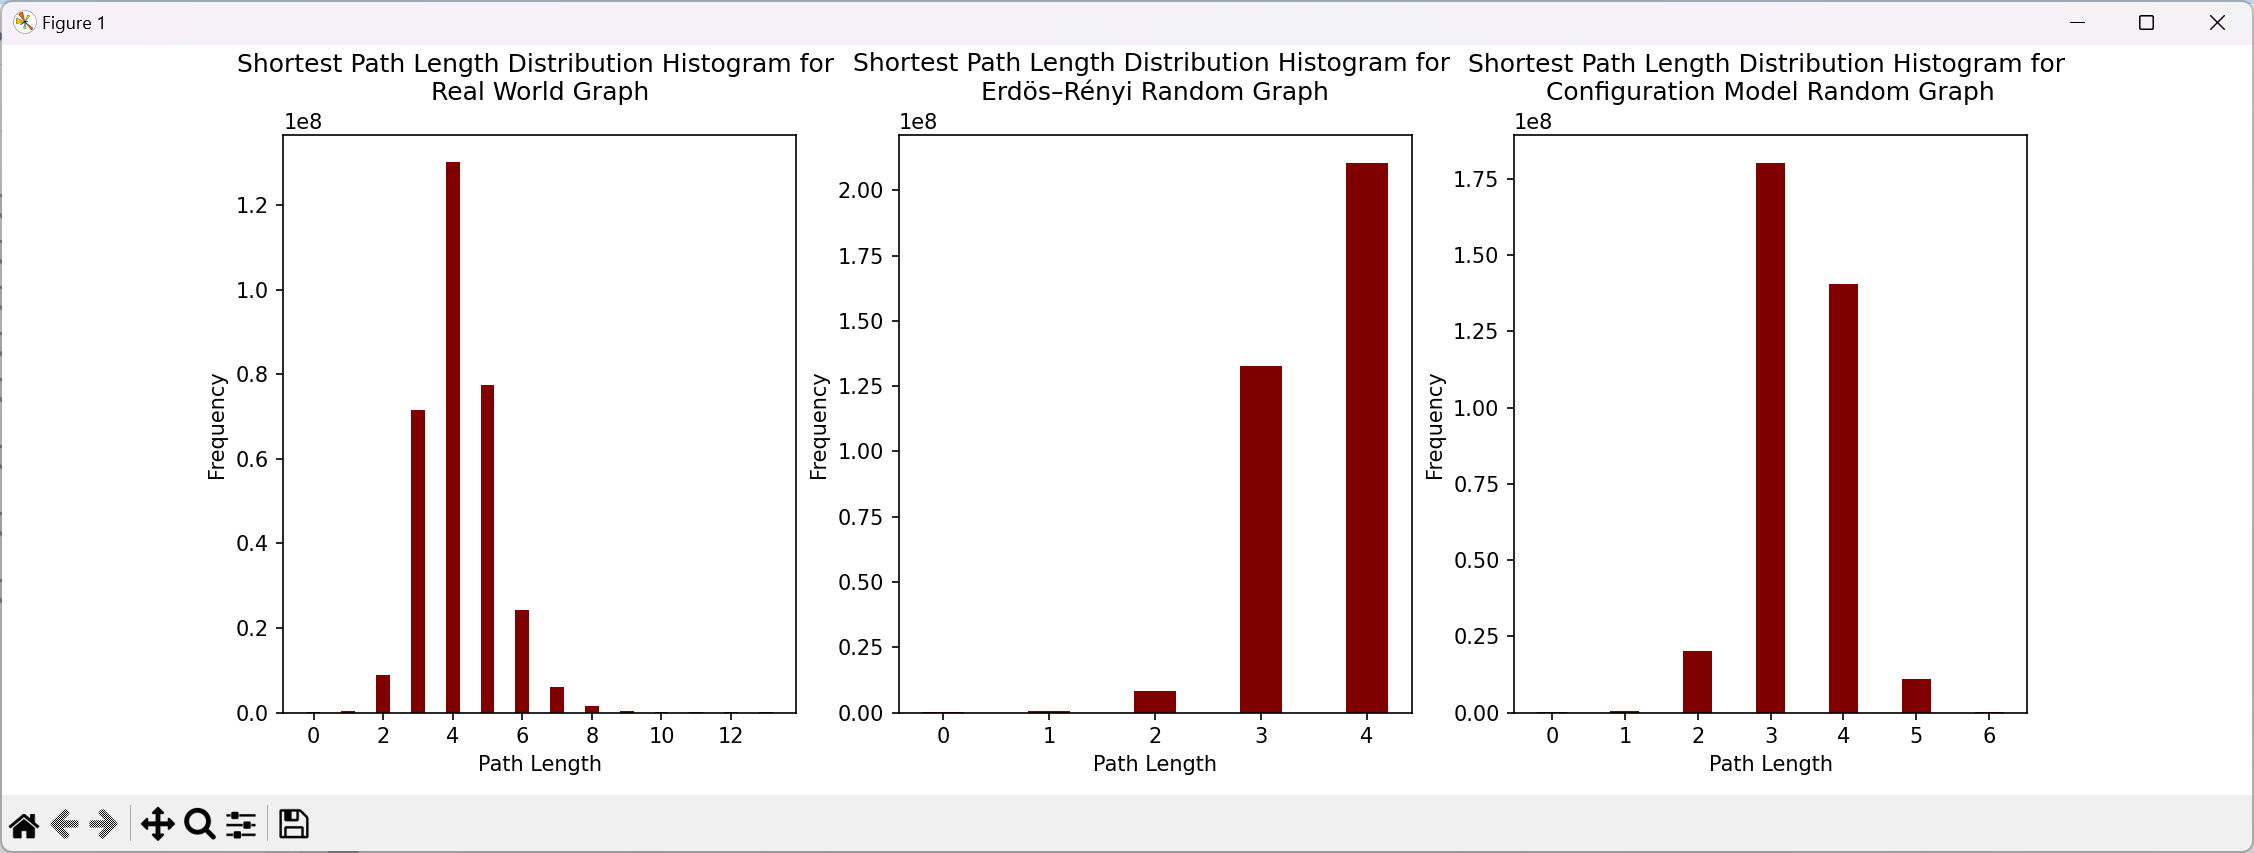 Figure 1
Shortest Path Length Distribution Histogram for
Real World Graph
1e8
1.2
1.0
0.8
0.6
0.4
0.2
0.0
Frequency
0 2 4 6 8 10 12
Path Length
Shortest Path Length Distribution Histogram for
Erdös–Rényi Random Graph
1e8
2.00
1.75
1.50
1.25
1.00
0.75
0.50
0.25
0.00
Frequency
0 1 2 3 4
Path Length
Shortest Path Length Distribution Histogram for
Configuration Model Random Graph
1e8
1.75
1.50
1.25
1.00
0.75
0.50
0.25
0.00
Frequency
0 1 2 3 4 5 6
Path Length